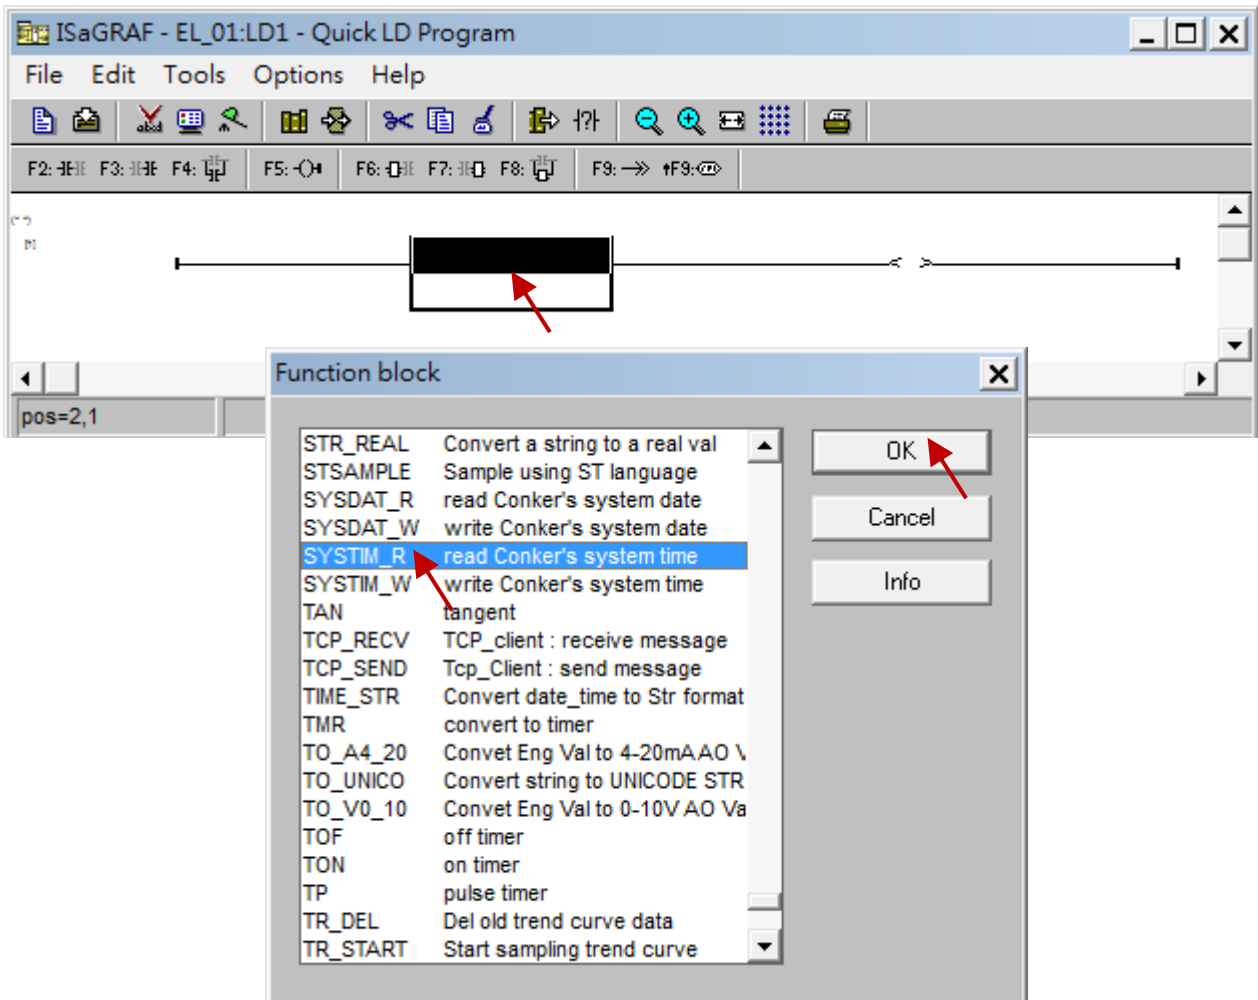 ISaGRAF - EL_01:LD1 - Quick LD Program
File Edit Tools Options Help
F2: F3: F4: F5: F6: F7: F8: F9: F9:
pos=2,1
Function block
STR_REAL Convert a string to a real val
STSAMPLE Sample using ST language
SYSDAT_R read Conker's system date
SYSDAT_W write Conker's system date
SYSTIM_R read Conker's system time
SYSTIM_W write Conker's system time
TAN tangent
TCP_RECV TCP_client : receive message
TCP_SEND Tcp_Client : send message
TIME_STR Convert date_time to Str format
TMR convert to timer
TO_A4_20 Convet Eng Val to 4-20mA AO V
TO_UNICO Convert string to UNICODE STR
TO_V0_10 Convet Eng Val to 0-10V AO Va
TOF off timer
TON on timer
TP pulse timer
TR_DEL Del old trend curve data
TR_START Start sampling trend curve
OK
Cancel
Info